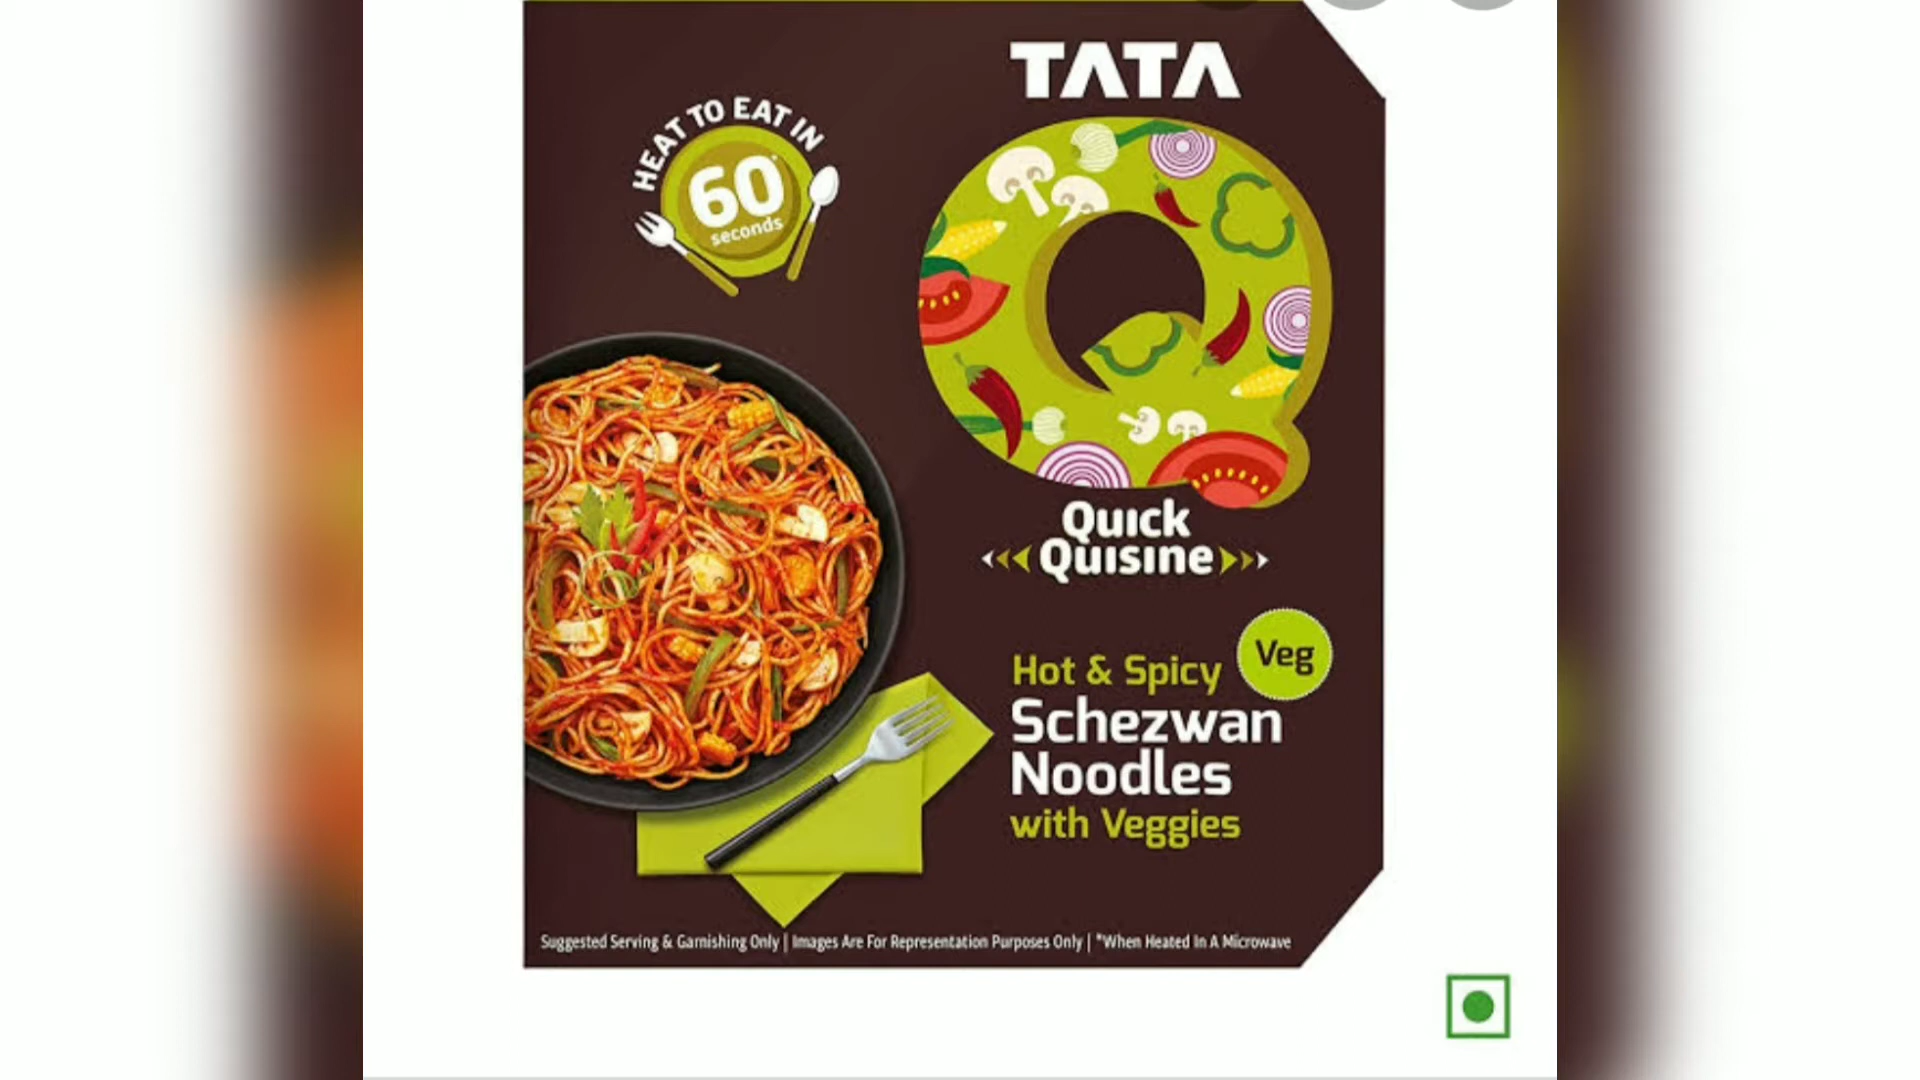 TATA
HEAT TO EAT IN
60*
seconds
Q
Quick
Quisine
Veg
Hot & Spicy
Schezwan
Noodles
with Veggies
Suggested Serving & Garnishing Only | Images Are For Representation Purposes Only | *When Heated In A Microwave